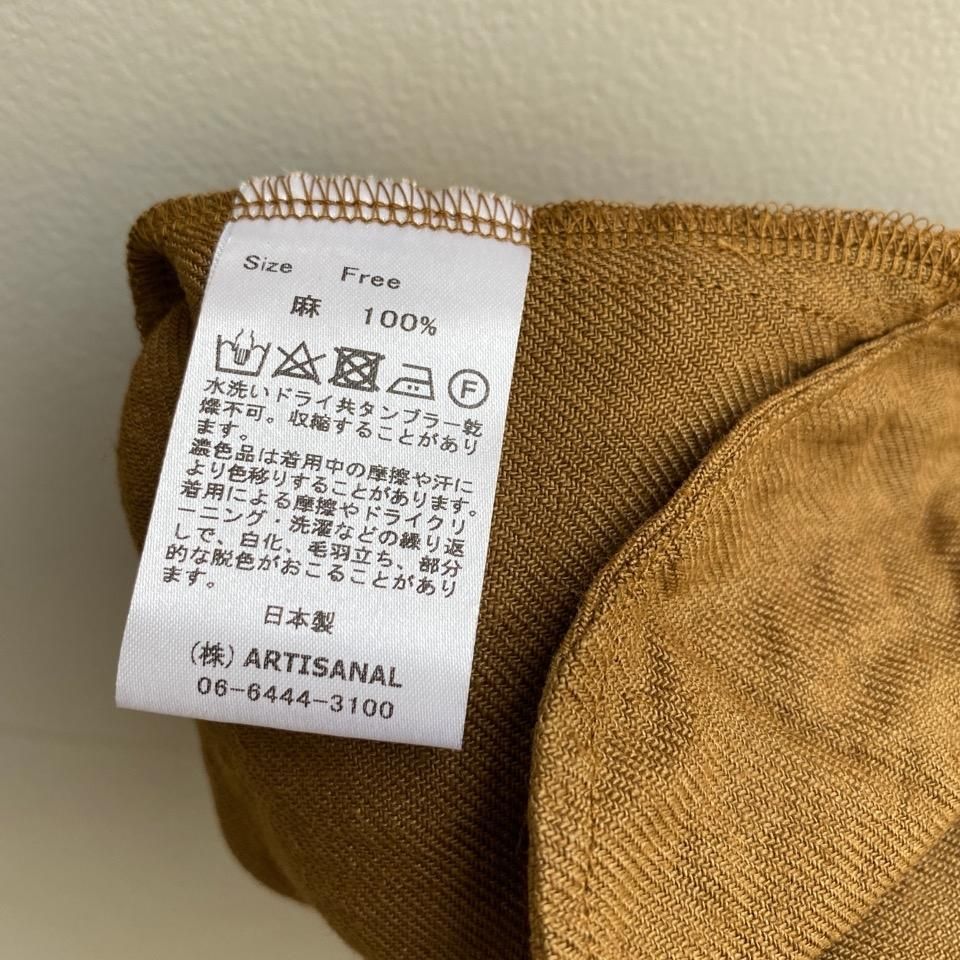 Size Free
麻 100%
F
水洗いドライ共タンブラー乾
燥不可。収縮することがあり
ます。
濃色品は着用中の摩擦や汗に
より色移りすることがあります。
着用による摩擦やドライクリ
ーニング・洗濯などの繰り返
しで、白化、毛羽立ち、部分
的な脱色がおこることがあり
ます。
日本製
(株) ARTISANAL
06-6444-3100